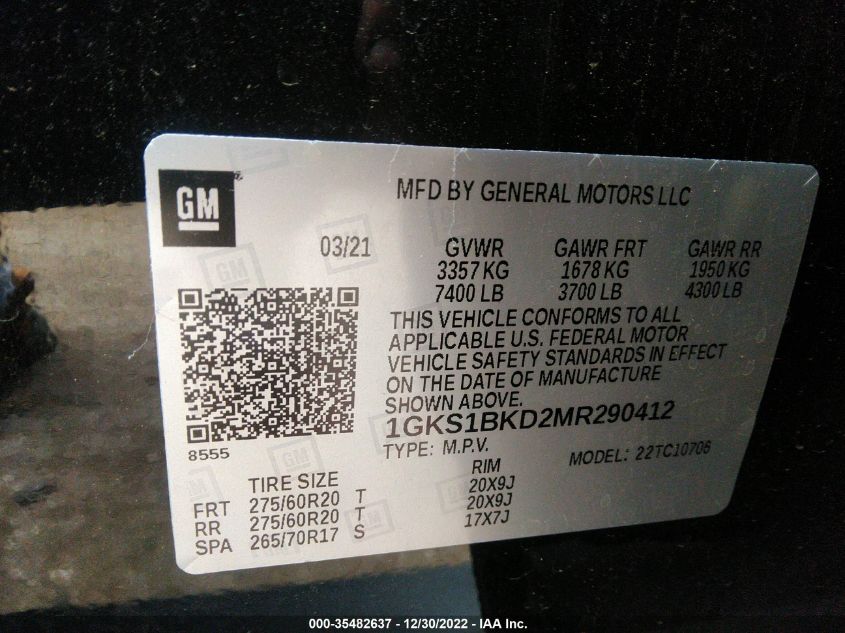 GM
MFD BY GENERAL MOTORS LLC
03/21
GVWR GAWR FRT GAWR RR
3357 KG 1678 KG 1950 KG
7400 LB 3700 LB 4300 LB
THIS VEHICLE CONFORMS TO ALL
APPLICABLE U.S. FEDERAL MOTOR
VEHICLE SAFETY STANDARDS IN EFFECT
ON THE DATE OF MANUFACTURE
SHOWN ABOVE.
1GKS1BKD2MR290412
8555
TYPE: M.P.V. MODEL: 22TC10706
TIRE SIZE RIM
FRT 275/60R20 T 20X9J
RR 275/60R20 T 20X9J
SPA 265/70R17 S 17X7J
000-35482637 - 12/30/2022 - IAA Inc.